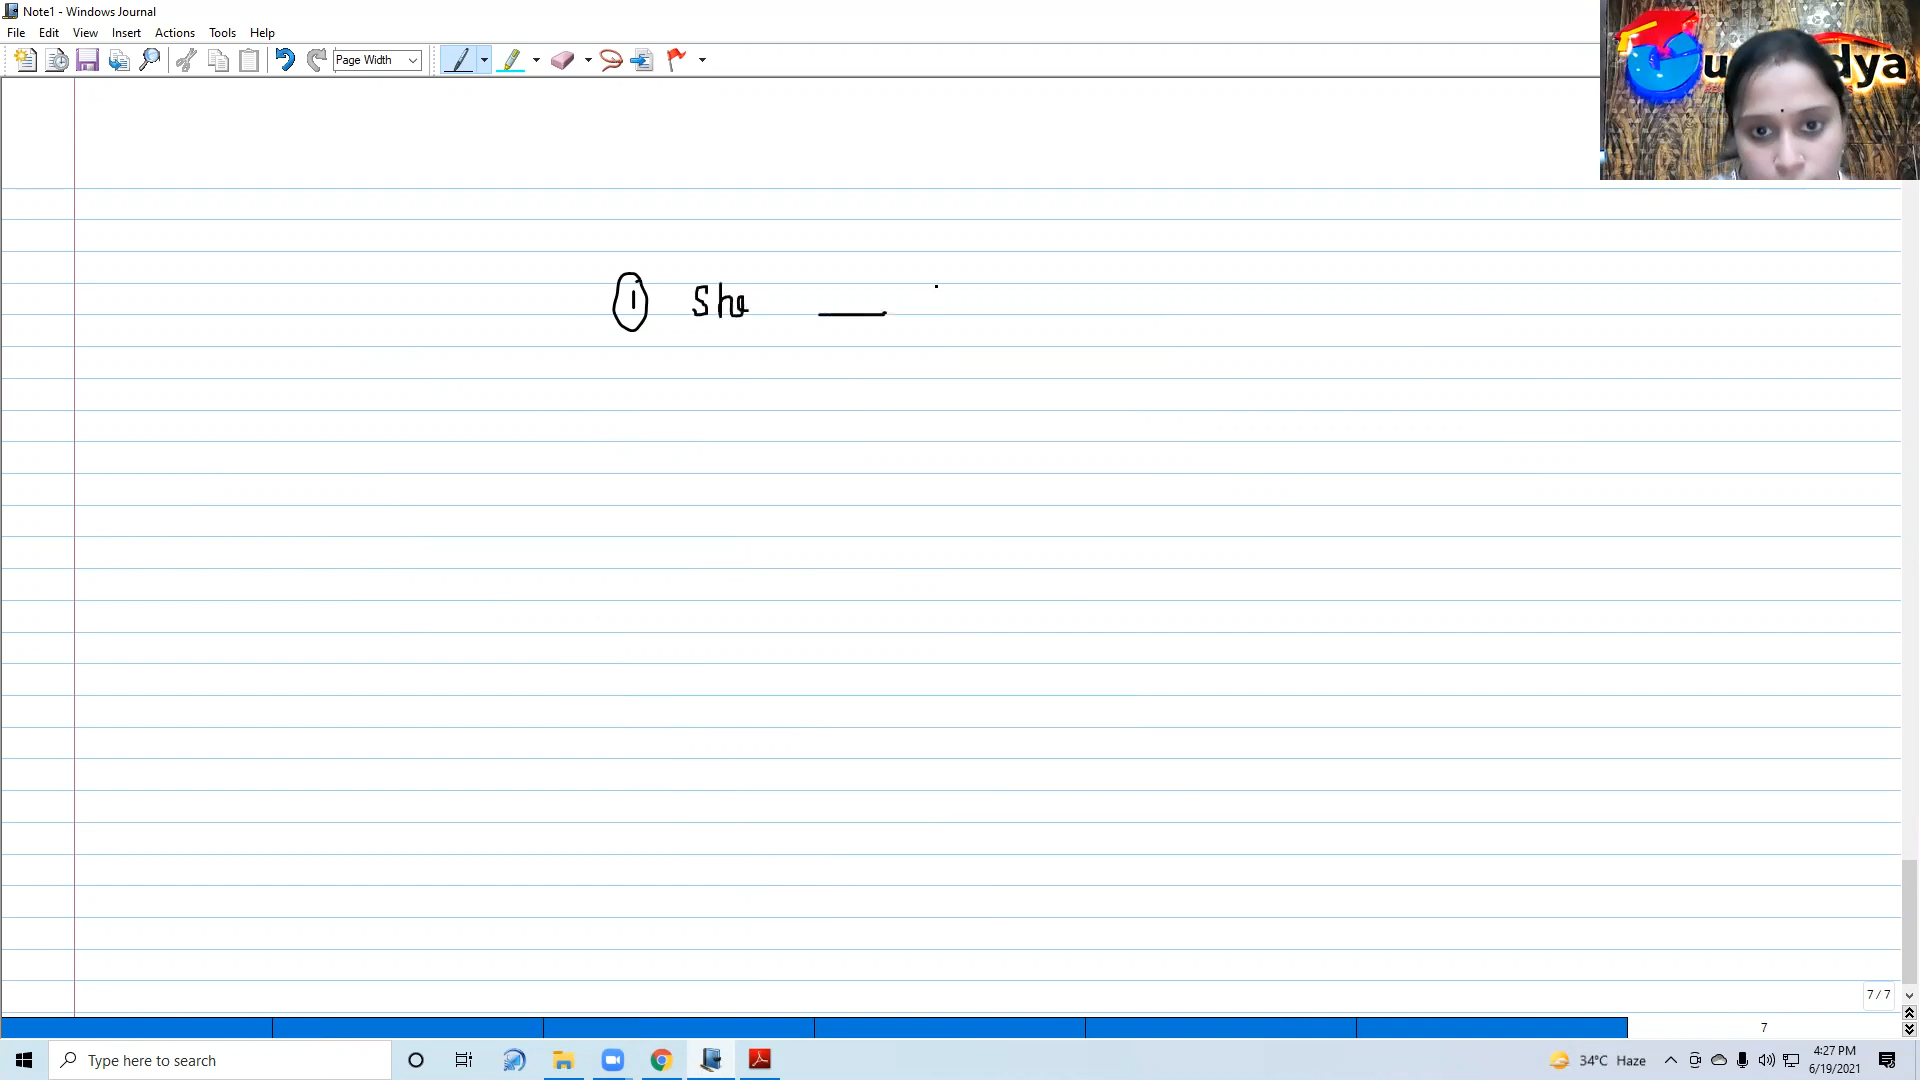 Note1 - Windows Journal
File Edit View Insert Actions Tools Help
Page Width
① She ____
7 / 7
7
Type here to search
34°C Haze
4:27 PM
6/19/2021